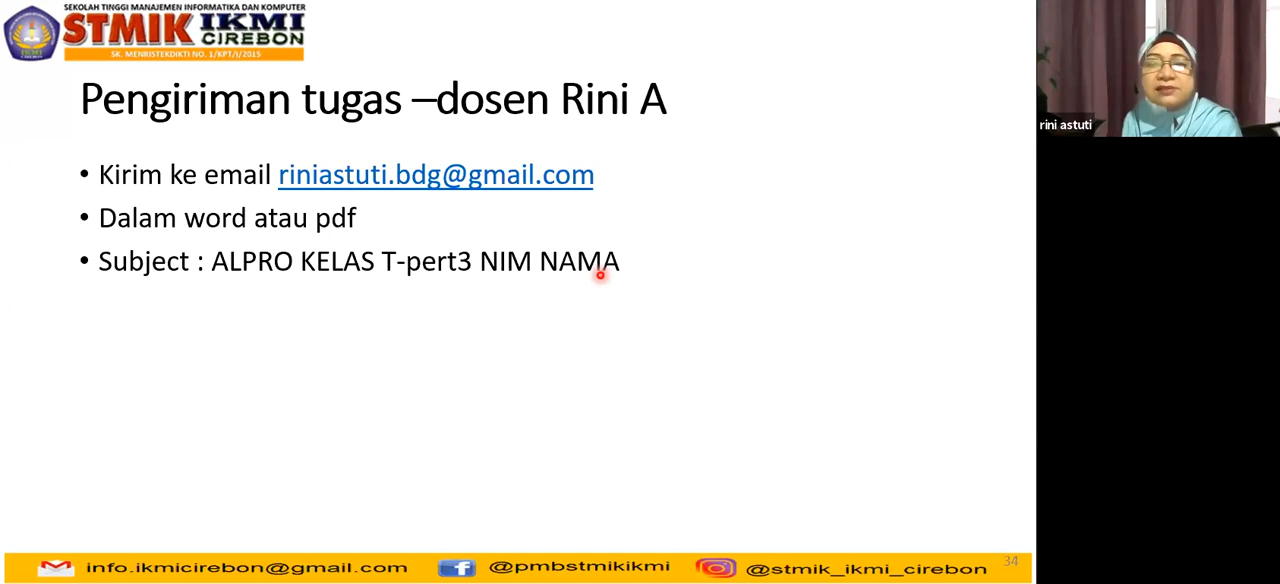 SEKOLAH TINGGI MANAJEMEN INFORMATIKA DAN KOMPUTER
STMIK IKMI
CIREBON
SK. MENRISTEKDIKTI NO. 1/KPT/I/2015
Pengiriman tugas –dosen Rini A
• Kirim ke email riniastuti.bdg@gmail.com
• Dalam word atau pdf
• Subject : ALPRO KELAS T-pert3 NIM NAMA
rini astuti
info.ikmicirebon@gmail.com @pmbstmikikmi @stmik_ikmi_cirebon 34